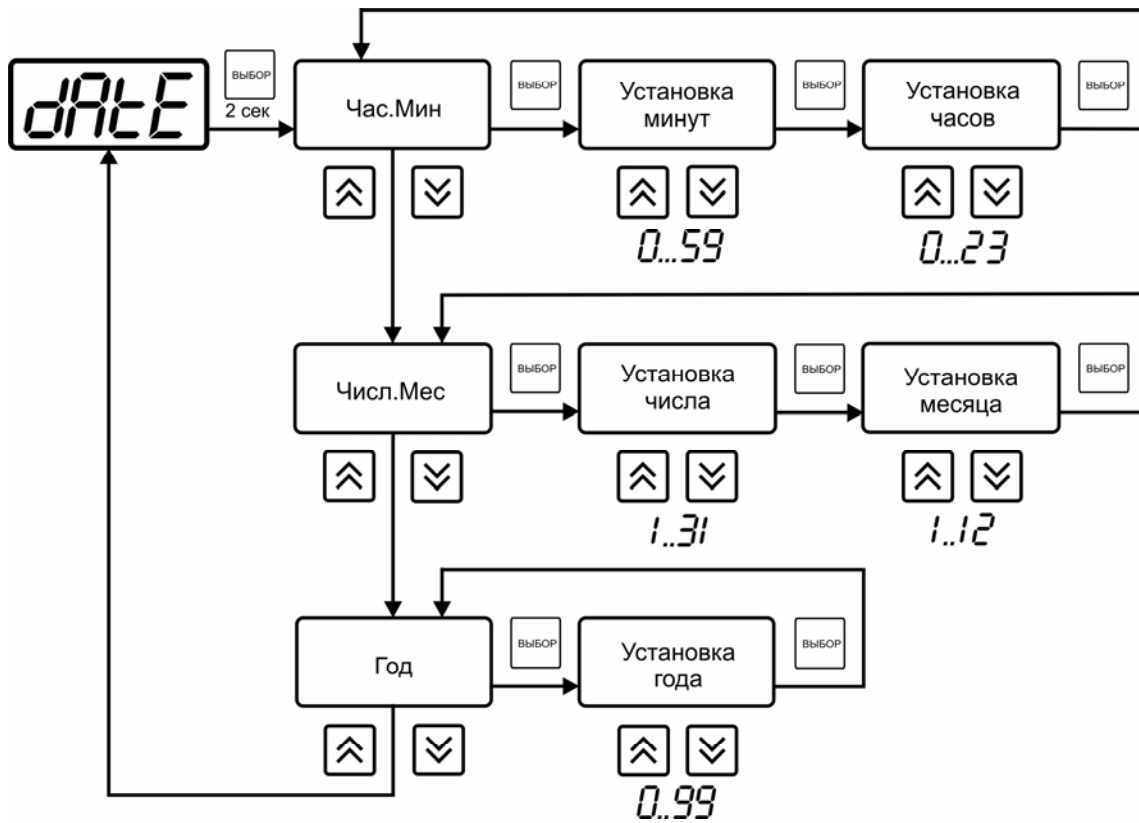 dAtE
ВЫБОР
2 сек
Час.Мин
ВЫБОР
Установка
минут
ВЫБОР
Установка
часов
ВЫБОР
0...59
0...23
Числ.Мес
ВЫБОР
Установка
числа
ВЫБОР
Установка
месяца
ВЫБОР
1..31
1..12
Год
ВЫБОР
Установка
года
ВЫБОР
0..99